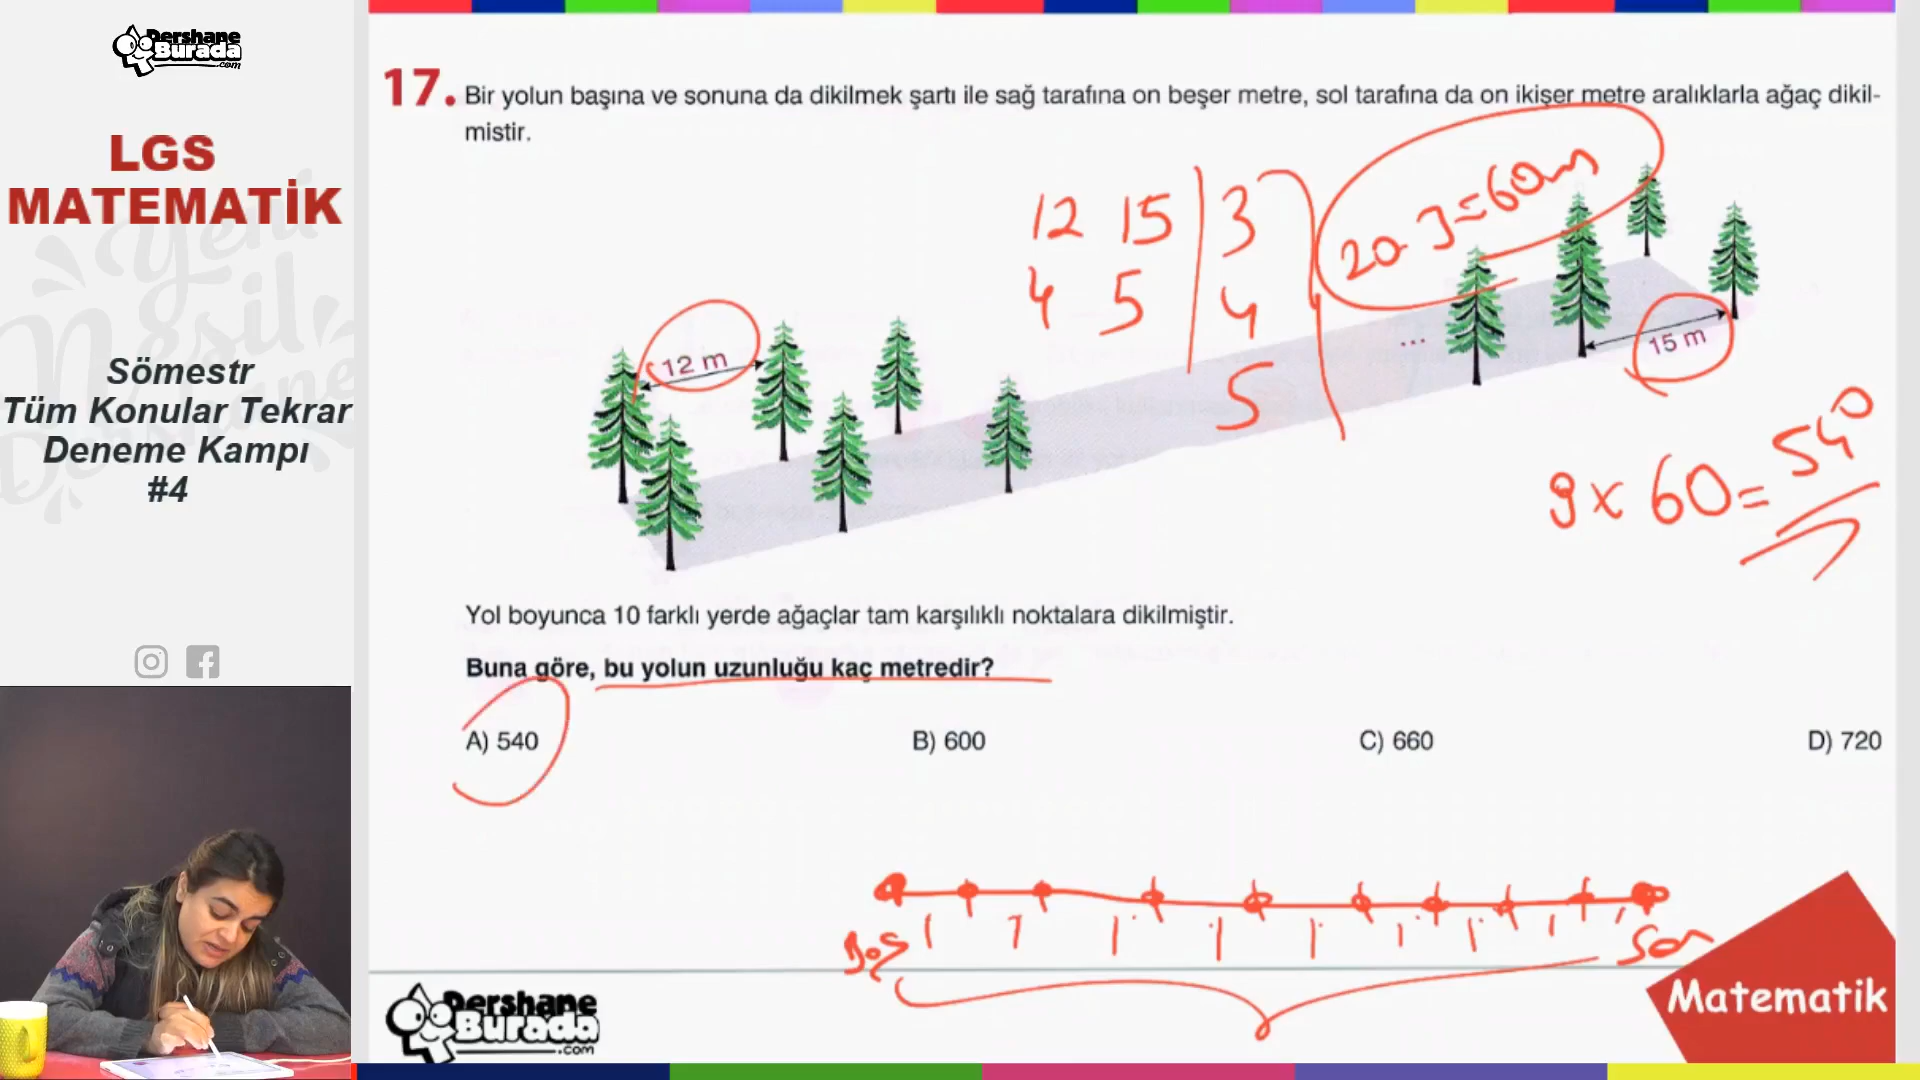 Dershane
Burada
.com
LGS
MATEMATİK
Sömestr
Tüm Konular Tekrar
Deneme Kampı
#4
17. Bir yolun başına ve sonuna da dikilmek şartı ile sağ tarafına on beşer metre, sol tarafına da on ikişer metre aralıklarla ağaç dikil-
mistir.
12 15 3
4 5 4
5
20.3=60m
12 m
...
15 m
9x60=540
Yol boyunca 10 farklı yerde ağaçlar tam karşılıklı noktalara dikilmiştir.
Buna göre, bu yolun uzunluğu kaç metredir?
A) 540 B) 600 C) 660 D) 720
Baş Son
Dershane
Burada
.com
Matematik